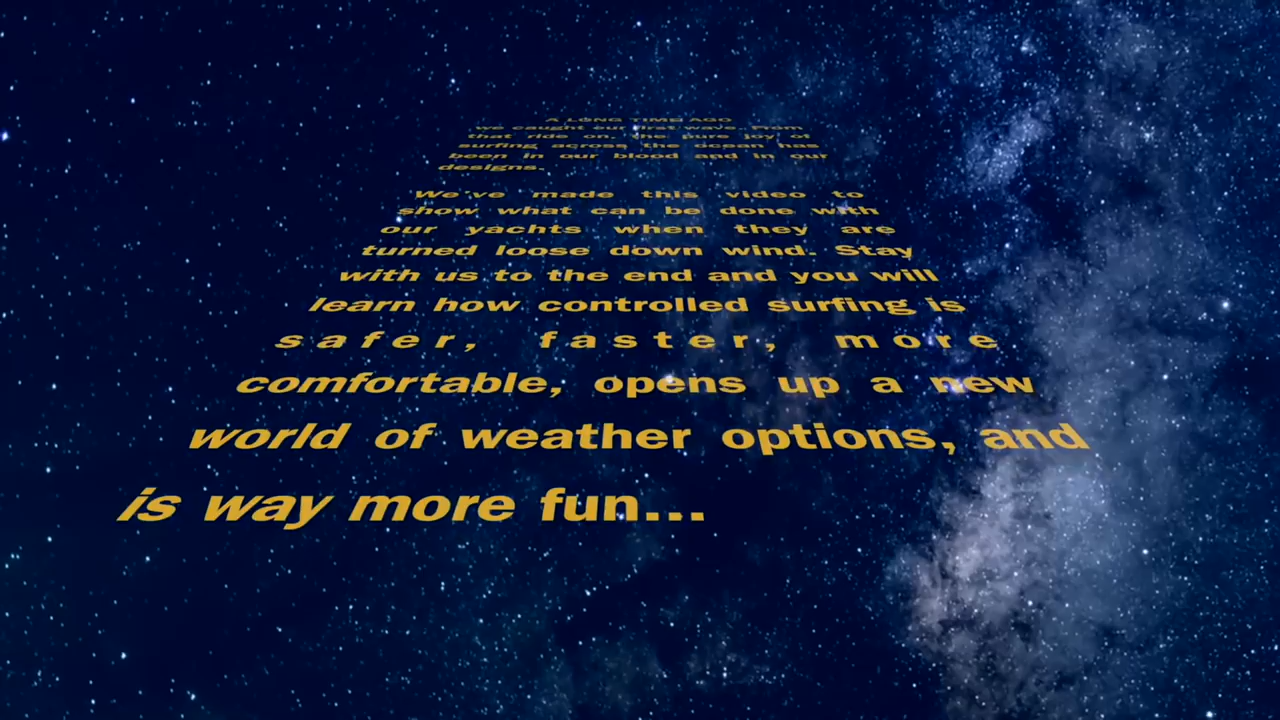 A LONG TIME AGO
we caught our first wave. From
that ride on, the pure joy of
surfing across the ocean has
been in our blood and in our
designs.
We've made this video to
show what can be done with
our yachts when they are
turned loose down wind. Stay
with us to the end and you will
learn how controlled surfing is
safer, faster, more
comfortable, opens up a new
world of weather options, and
is way more fun...